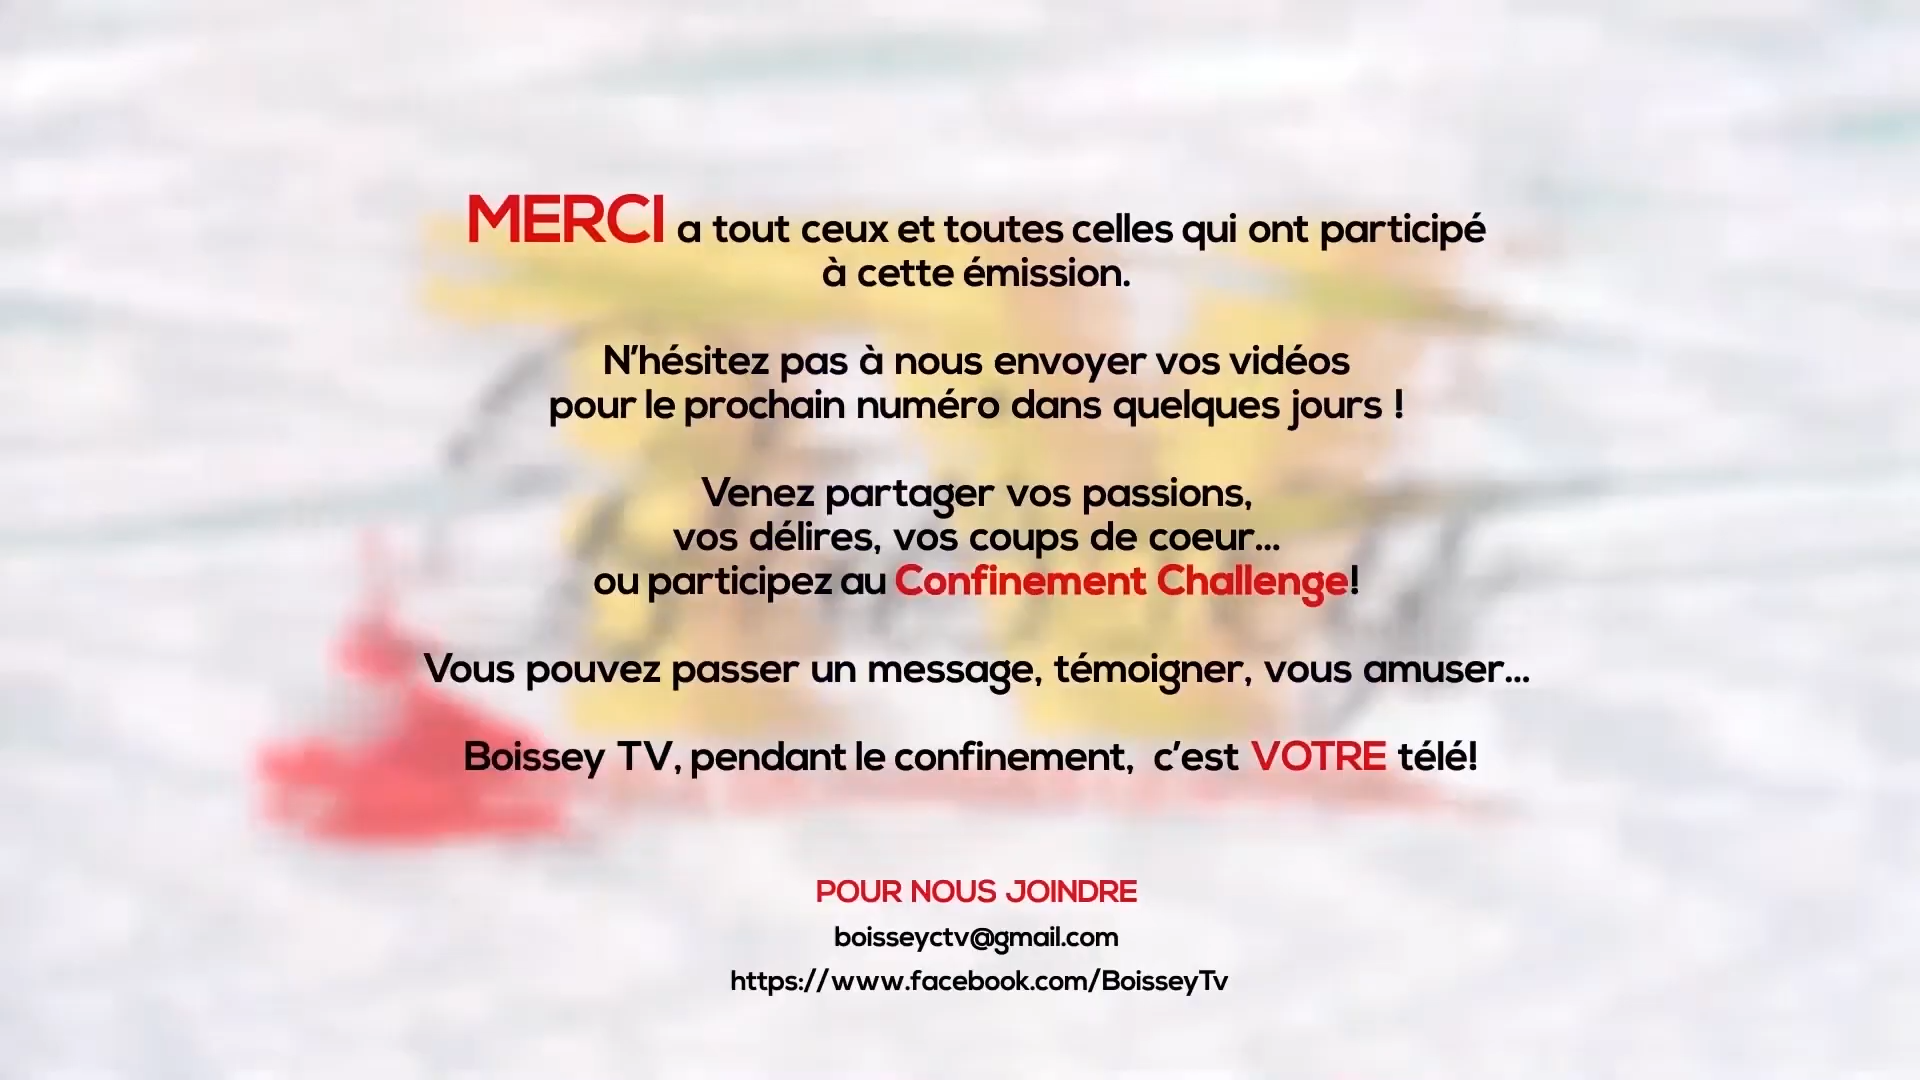 MERCI a tout ceux et toutes celles qui ont participé
à cette émission.
N'hésitez pas à nous envoyer vos vidéos
pour le prochain numéro dans quelques jours !
Venez partager vos passions,
vos délires, vos coups de coeur...
ou participez au Confinement Challenge!
Vous pouvez passer un message, témoigner, vous amuser...
Boissey TV, pendant le confinement, c'est VOTRE télé!
POUR NOUS JOINDRE
boisseyctv@gmail.com
https://www.facebook.com/BoisseyTv